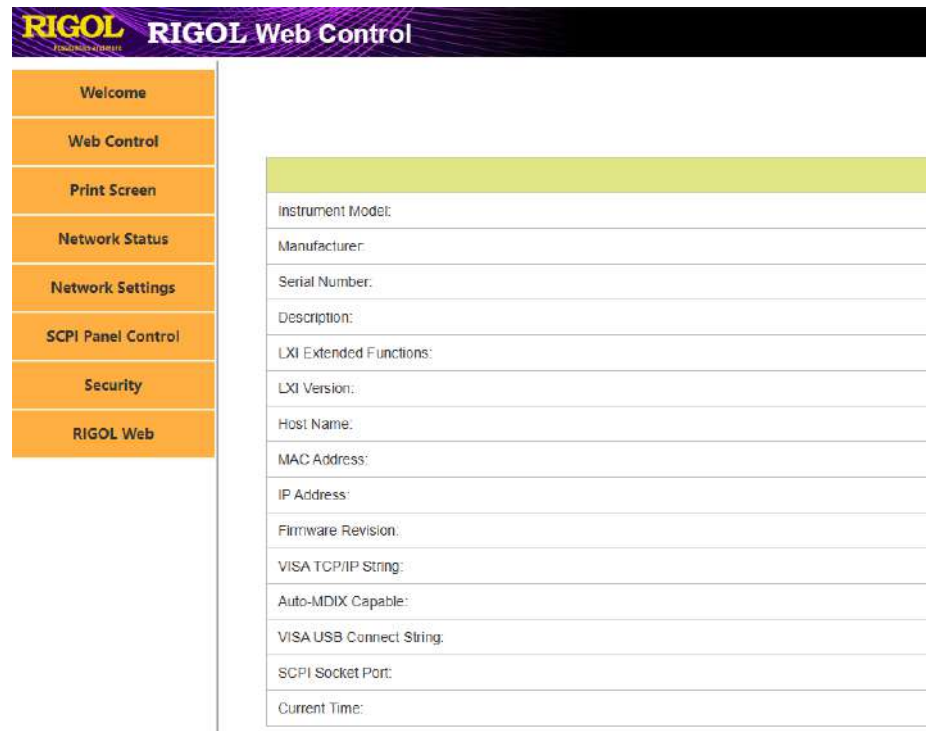 RIGOL RIGOL Web Control
Welcome
Web Control
Print Screen
Network Status
Network Settings
SCPI Panel Control
Security
RIGOL Web
Instrument Model:
Manufacturer:
Serial Number:
Description:
LXI Extended Functions:
LXI Version:
Host Name:
MAC Address:
IP Address:
Firmware Revision:
VISA TCP/IP String:
Auto-MDIX Capable:
VISA USB Connect String:
SCPI Socket Port:
Current Time: